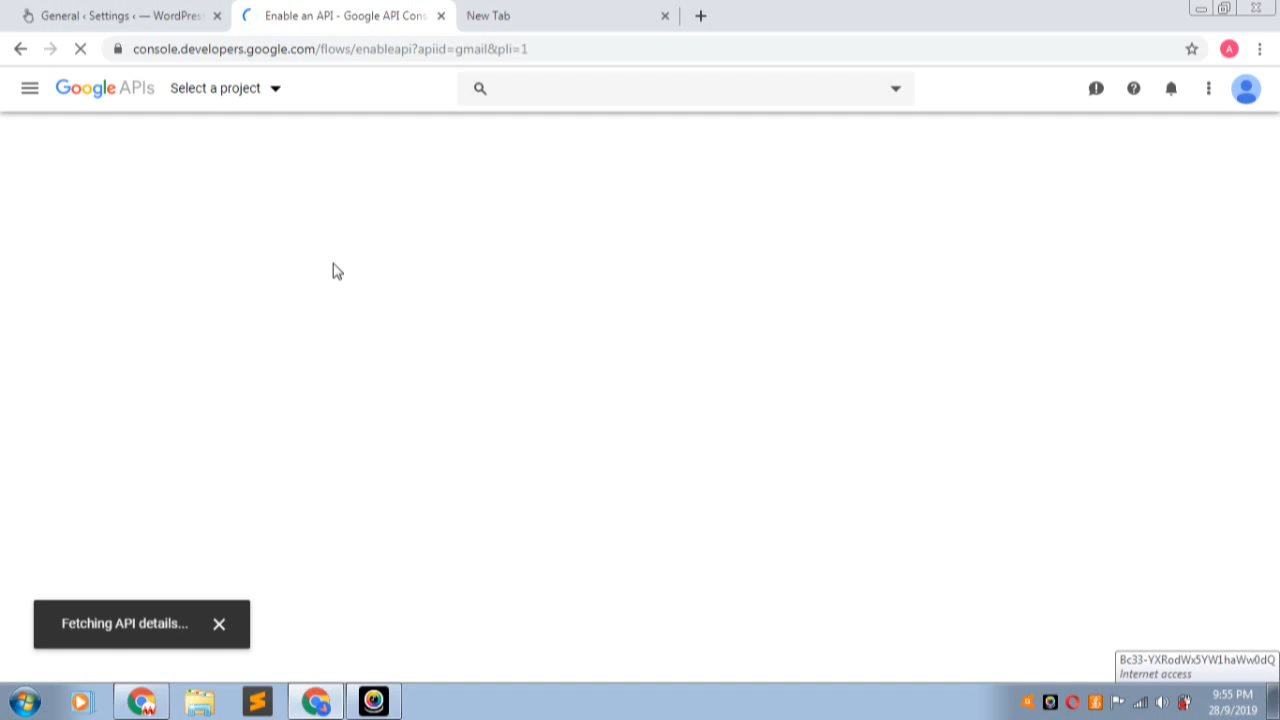 General ‹ Settings ‹ — WordPres
Enable an API - Google API Cons
New Tab
console.developers.google.com/flows/enableapi?apiid=gmail&pli=1
A
Google APIs
Select a project
Fetching API details...
Bc33-YXRodWx5YW1haWw0dQ
Internet access
9:55 PM
28/9/2019